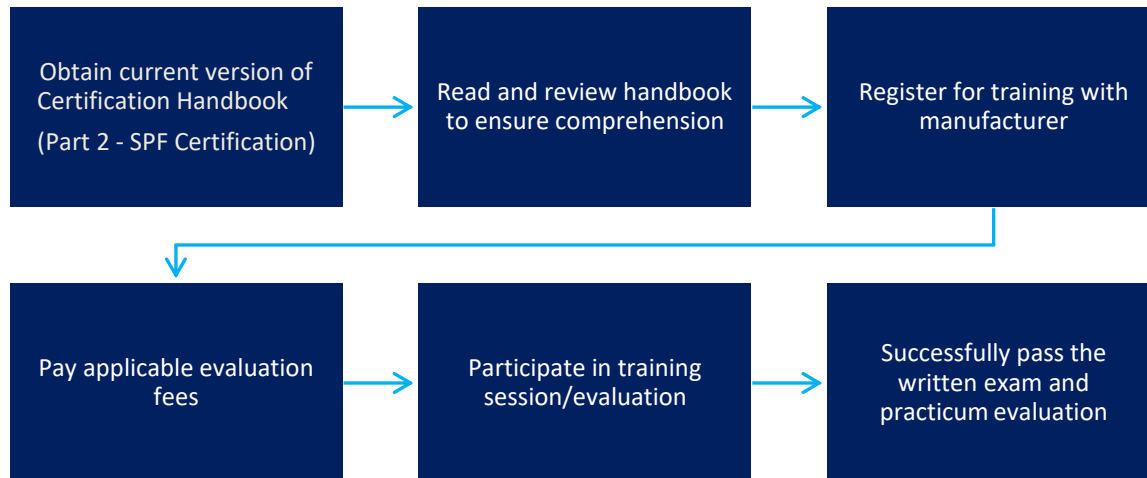 Obtain current version of
Certification Handbook
(Part 2 - SPF Certification)
Read and review handbook
to ensure comprehension
Register for training with
manufacturer
Pay applicable evaluation
fees
Participate in training
session/evaluation
Successfully pass the
written exam and
practicum evaluation